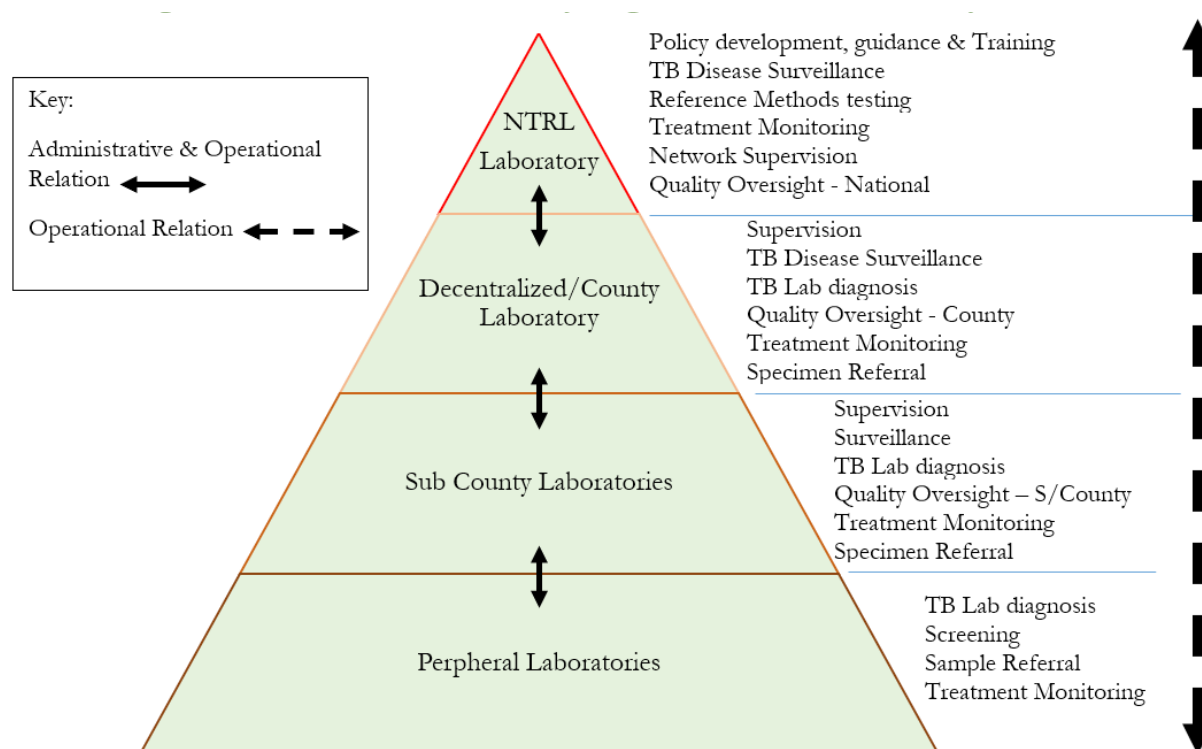 Key:
Administrative & Operational
Relation
Operational Relation
NTRL
Laboratory
Policy development, guidance & Training
TB Disease Surveillance
Reference Methods testing
Treatment Monitoring
Network Supervision
Quality Oversight - National
Decentralized/County
Laboratory
Supervision
TB Disease Surveillance
TB Lab diagnosis
Quality Oversight - County
Treatment Monitoring
Specimen Referral
Sub County Laboratories
Supervision
Surveillance
TB Lab diagnosis
Quality Oversight – S/County
Treatment Monitoring
Specimen Referral
Perpheral Laboratories
TB Lab diagnosis
Screening
Sample Referral
Treatment Monitoring